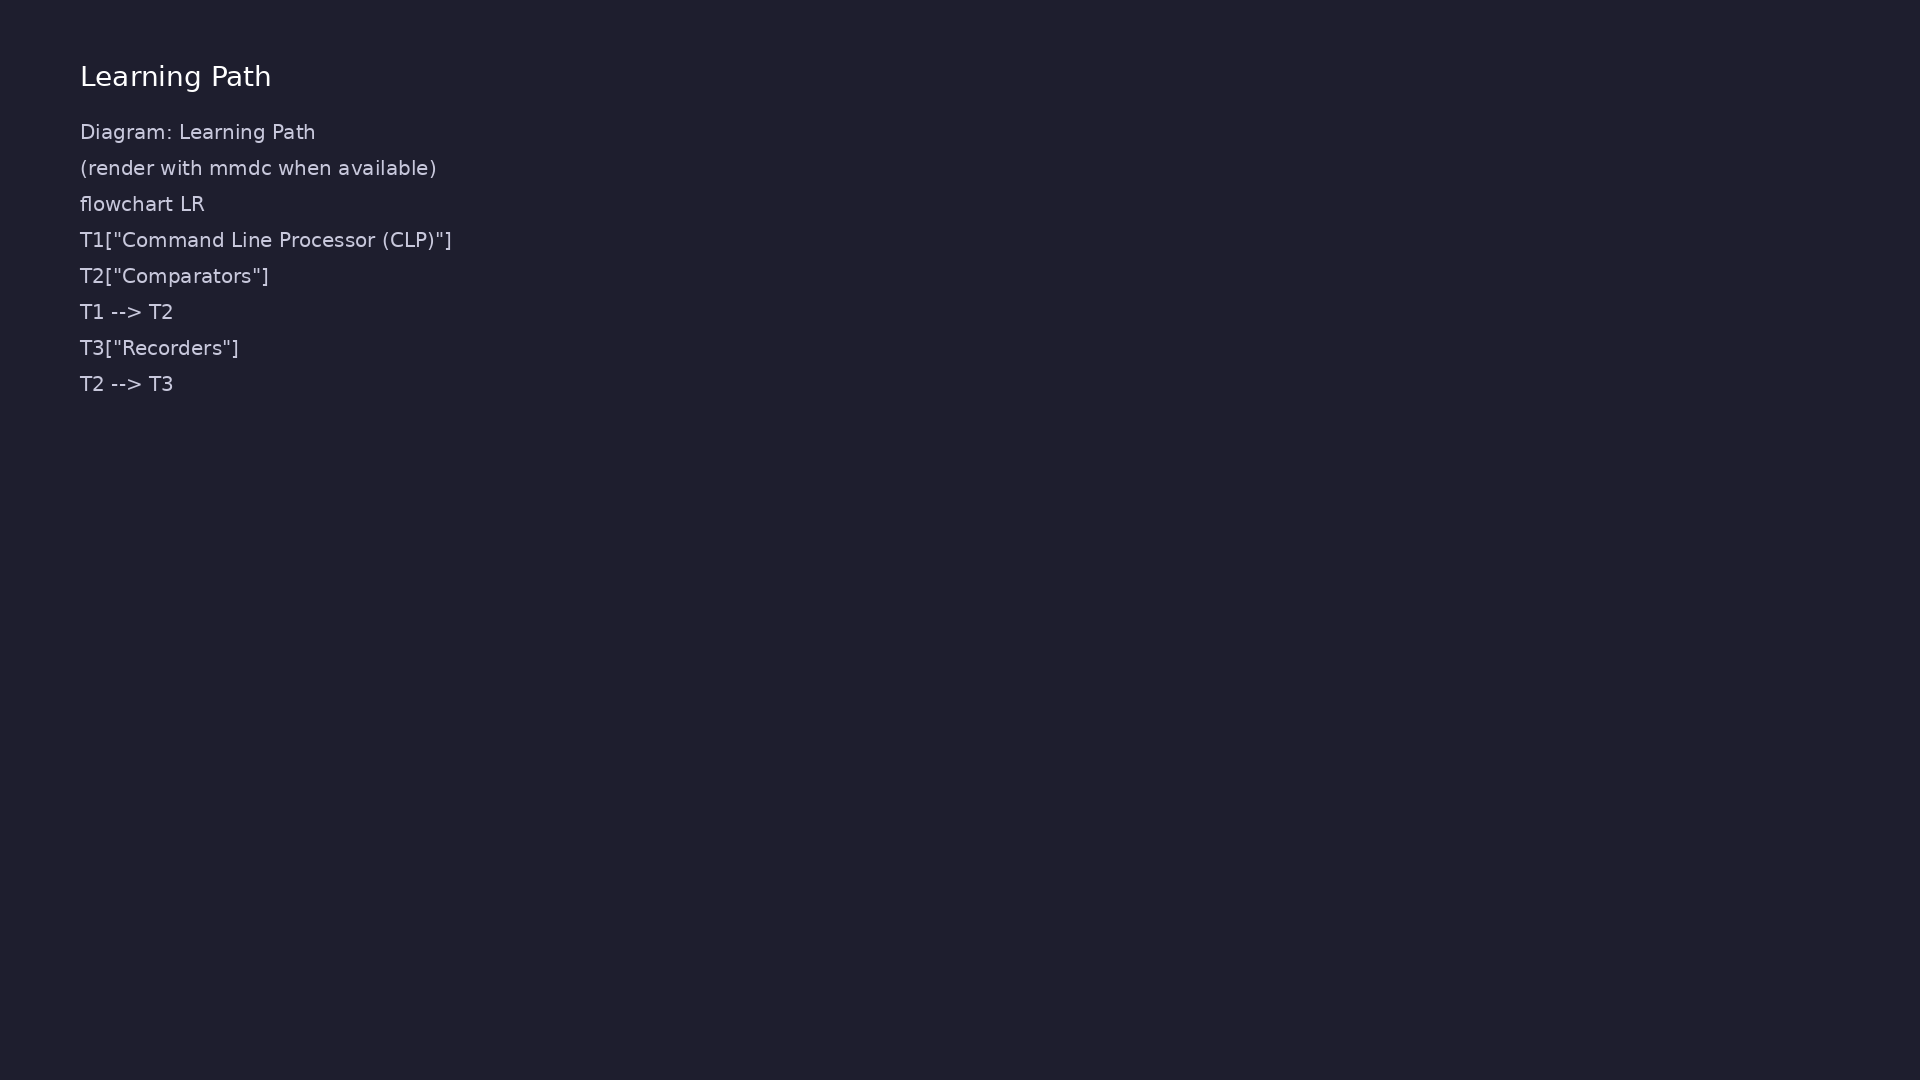 Learning Path
Diagram: Learning Path
(render with mmdc when available)
flowchart LR
T1["Command Line Processor (CLP)"]
T2["Comparators"]
T1 --> T2
T3["Recorders"]
T2 --> T3